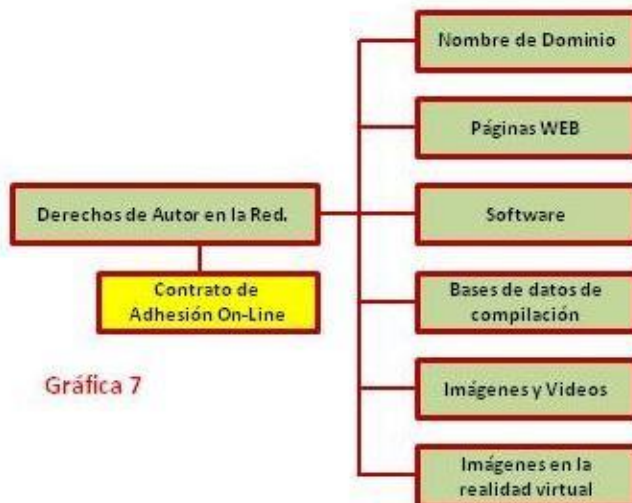 Nombre de Dominio
Páginas WEB
Derechos de Autor en la Red.
Software
Contrato de
Adhesión On-Line
Bases de datos de
compilación
Gráfica 7
Imágenes y Videos
Imágenes en la
realidad virtual